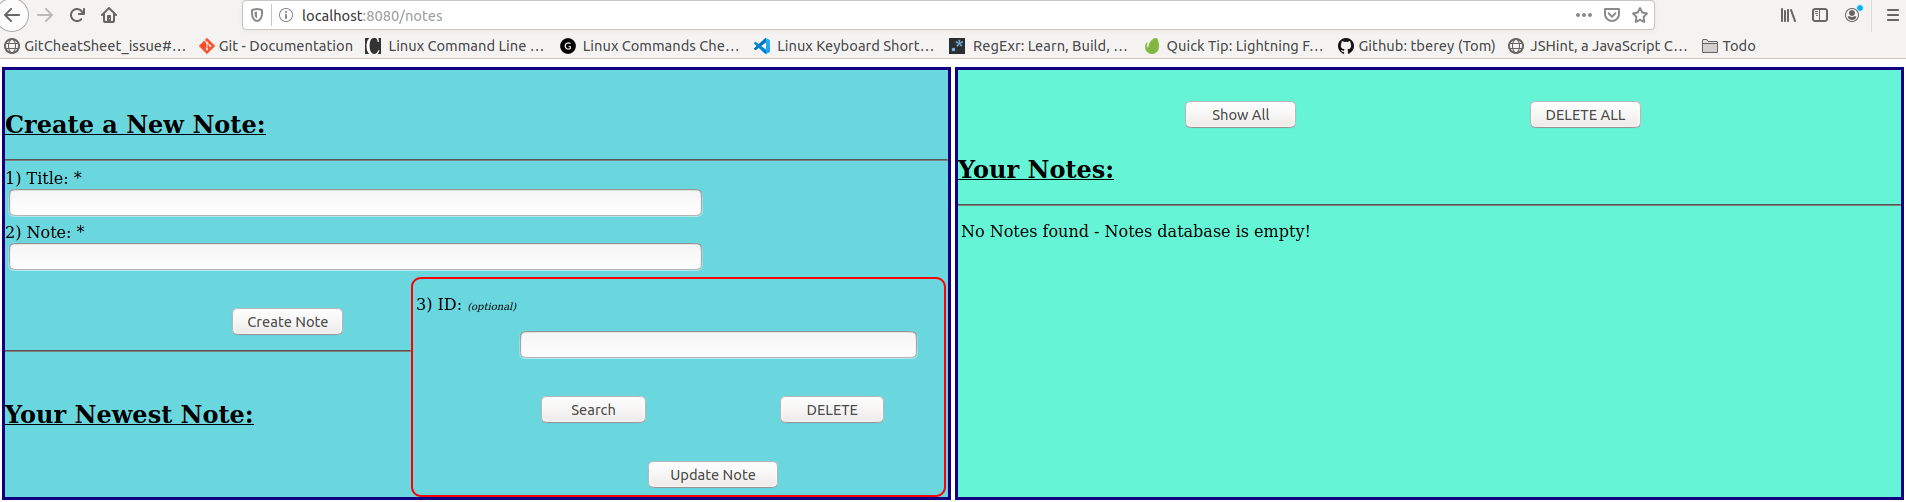 localhost:8080/notes
GitCheatSheet_issue#… Git - Documentation Linux Command Line … Linux Commands Che… Linux Keyboard Short… RegExr: Learn, Build, … Quick Tip: Lightning F… Github: tberey (Tom) JSHint, a JavaScript C… Todo
Create a New Note:
1) Title: *
2) Note: *
Create Note
3) ID: (optional)
Search DELETE
Update Note
Your Newest Note:
Show All DELETE ALL
Your Notes:
No Notes found - Notes database is empty!